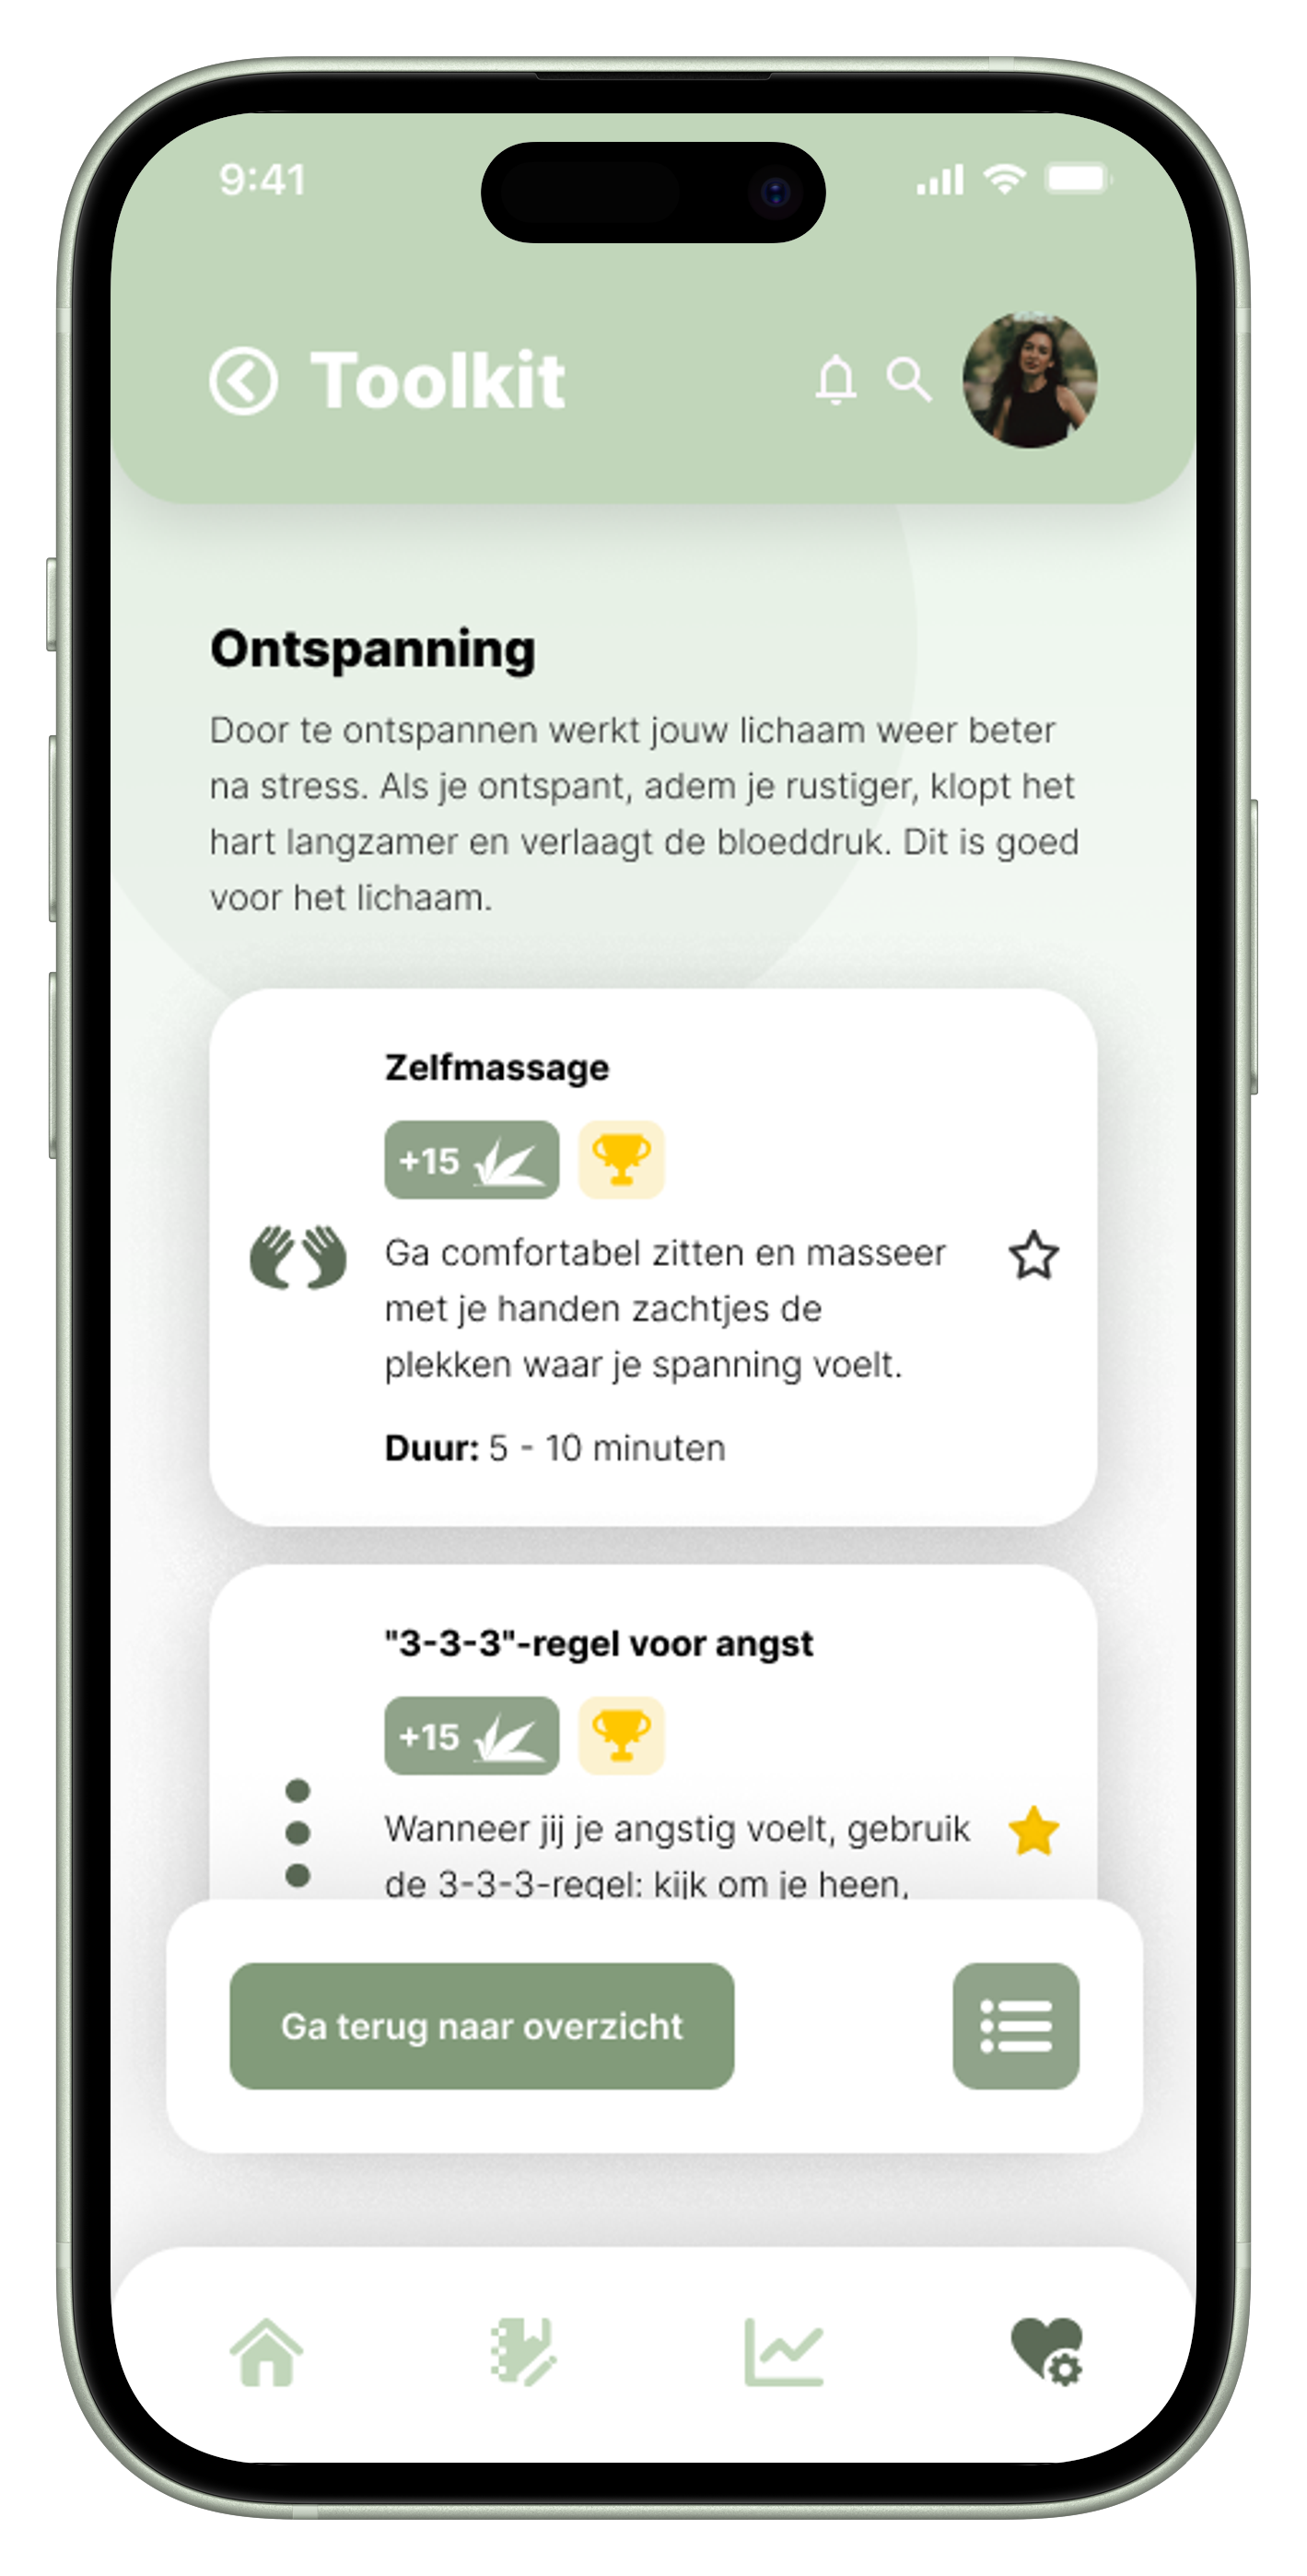 9:41
Toolkit
Ontspanning
Door te ontspannen werkt jouw lichaam weer beter
na stress. Als je ontspant, adem je rustiger, klopt het
hart langzamer en verlaagt de bloeddruk. Dit is goed
voor het lichaam.
Zelfmassage
+15
Ga comfortabel zitten en masseer
met je handen zachtjes de
plekken waar je spanning voelt.
Duur: 5 - 10 minuten
"3-3-3"-regel voor angst
+15
Wanneer jij je angstig voelt, gebruik
de 3-3-3-regel: kijk om je heen,
Ga terug naar overzicht